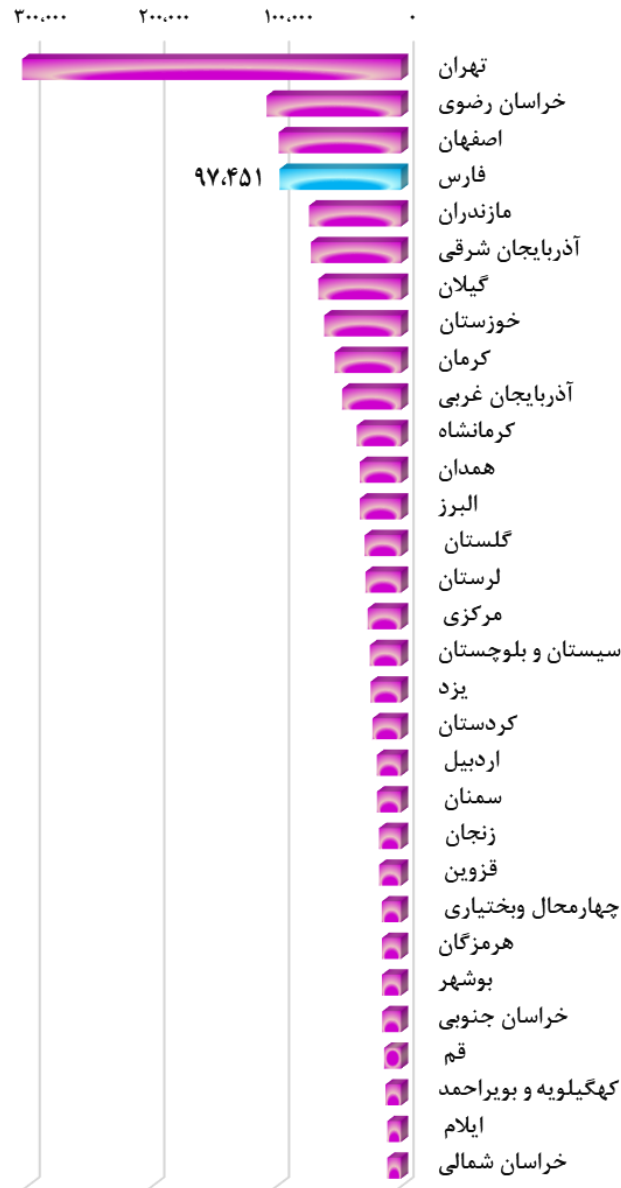 ۳۰۰،۰۰۰ ۲۰۰،۰۰۰ ۱۰۰،۰۰۰ ۰
تهران
خراسان رضوی
اصفهان
فارس ۹۷،۴۵۱
مازندران
آذربایجان شرقی
گیلان
خوزستان
کرمان
آذربایجان غربی
کرمانشاه
همدان
البرز
گلستان
لرستان
مرکزی
سیستان و بلوچستان
یزد
کردستان
اردبیل
سمنان
زنجان
قزوین
چهارمحال وبختیاری
هرمزگان
بوشهر
خراسان جنوبی
قم
کهگیلویه و بویراحمد
ایلام
خراسان شمالی